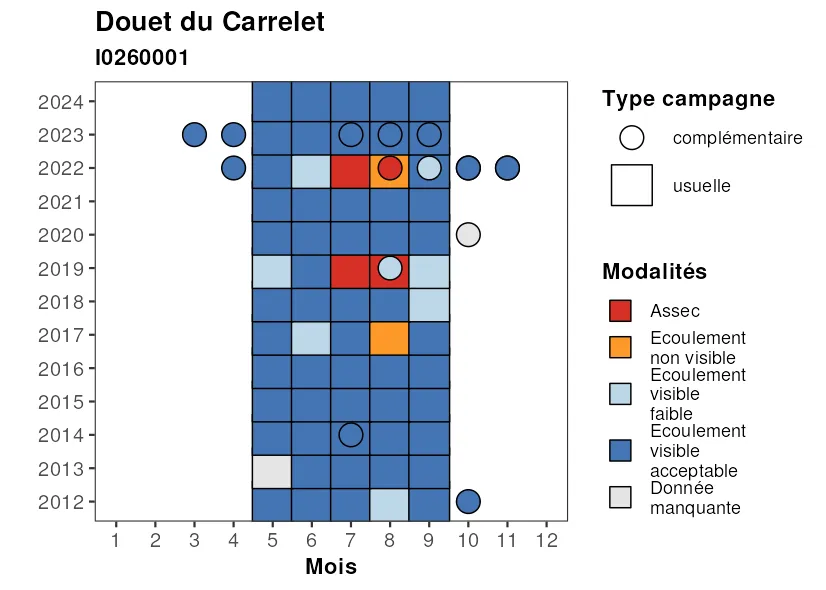 Douet du Carrelet
I0260001
2024
2023
2022
2021
2020
2019
2018
2017
2016
2015
2014
2013
2012
1 2 3 4 5 6 7 8 9 10 11 12
Mois
Type campagne
complémentaire
usuelle
Modalités
Assec
Ecoulement
non visible
Ecoulement
visible
faible
Ecoulement
visible
acceptable
Donnée
manquante